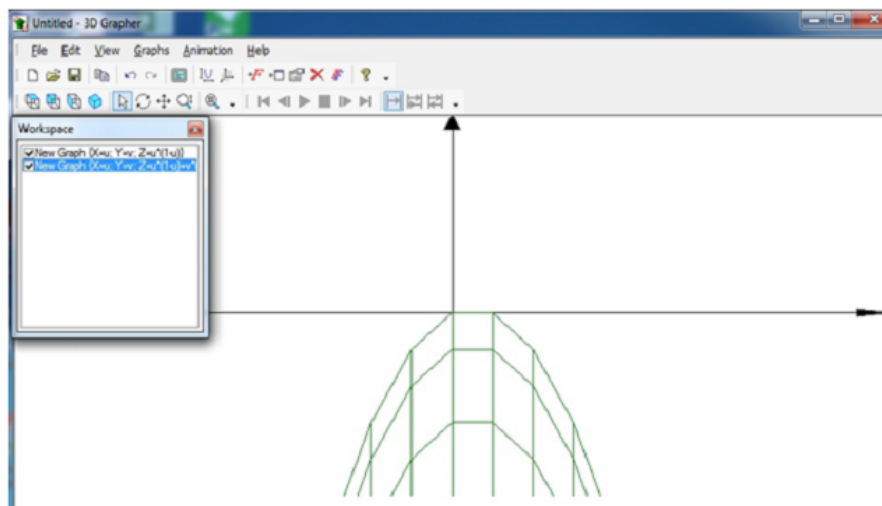 Untitled - 3D Grapher
File Edit View Graphs Animation Help
Workspace
New Graph (X=u; Y=v; Z=u*(1-u))
New Graph (X=u; Y=v; Z=u*(1-u)+v*